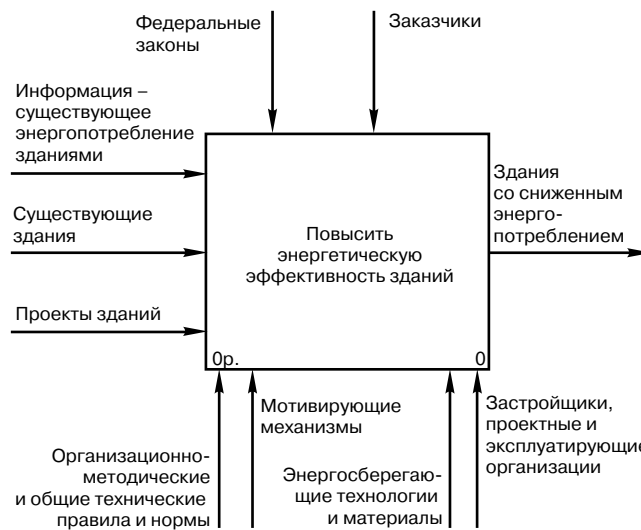 Федеральные
законы
Заказчики
Информация –
существующее
энергопотребление
зданиями
Существующие
здания
Проекты зданий
Повысить
энергетическую
эффективность зданий
0р.
0
Здания
со сниженным
энерго-
потреблением
Организационно-
методические
и общие технические
правила и нормы
Мотивирующие
механизмы
Энергосберегаю-
щие технологии
и материалы
Застройщики,
проектные и
эксплуатирующие
организации